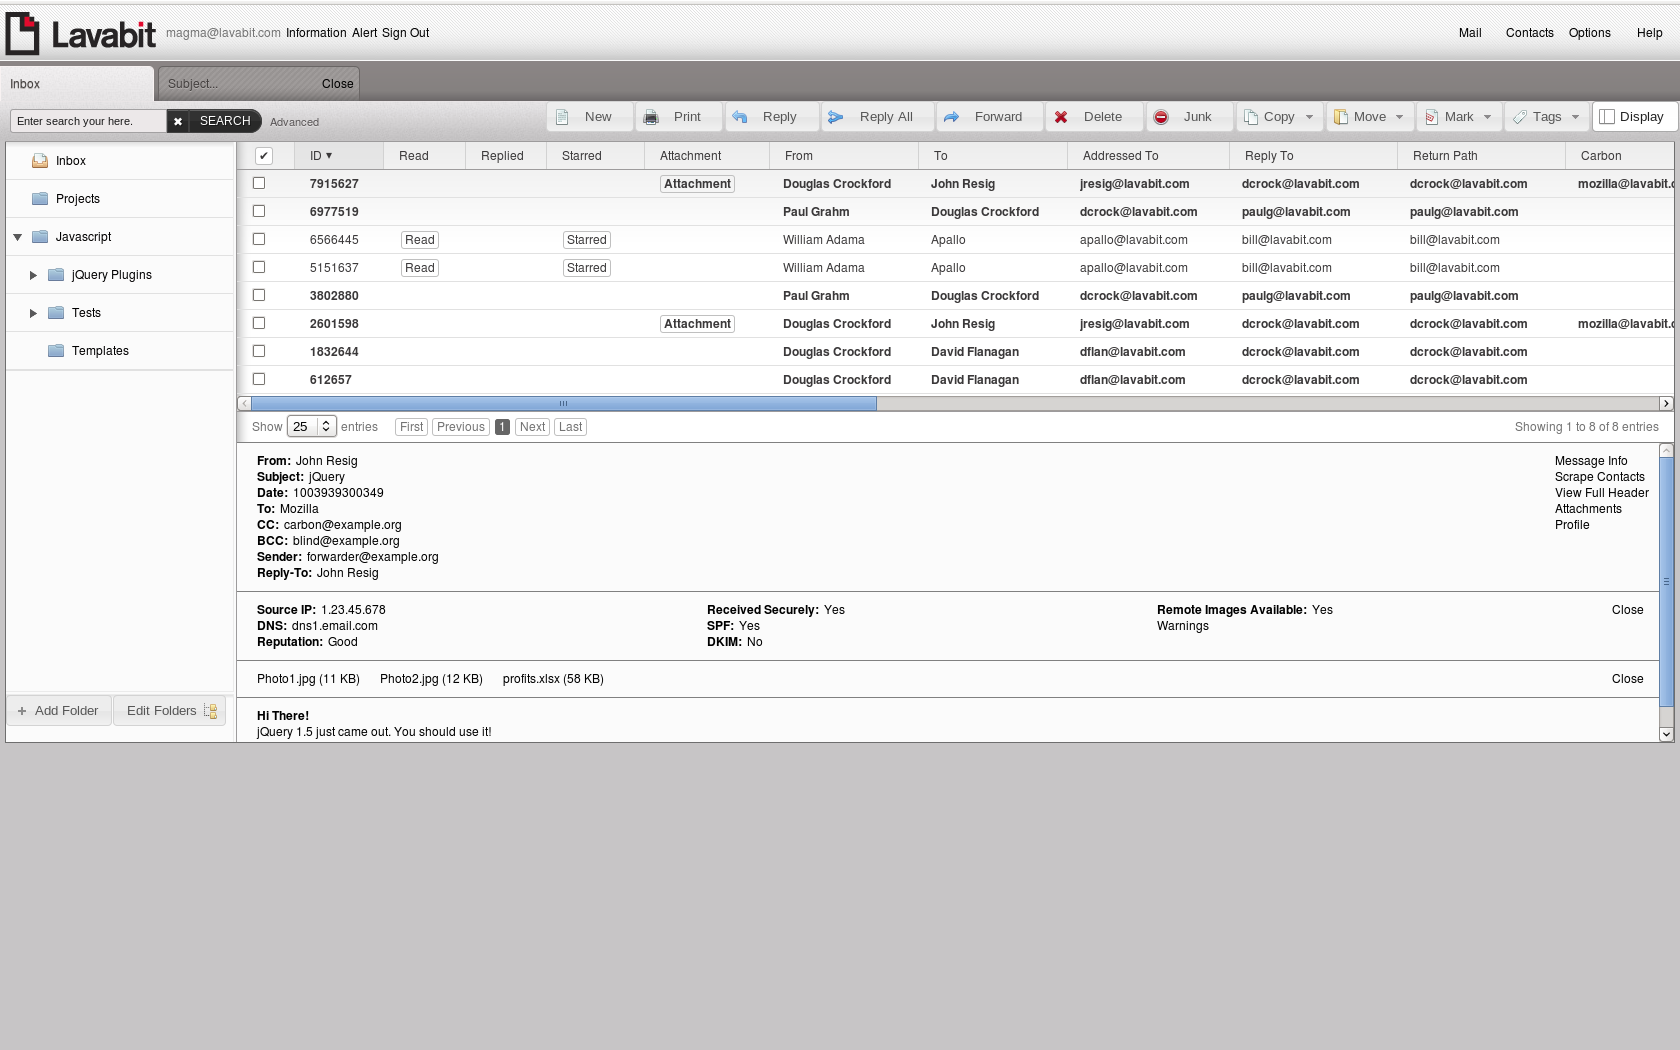 Lavabit magma@lavabit.com Information Alert Sign Out Mail Contacts Options Help
Inbox Subject... Close
Enter search your here. SEARCH Advanced New Print Reply Reply All Forward Delete Junk Copy Move Mark Tags Display
Inbox
Projects
Javascript
jQuery Plugins
Tests
Templates
Add Folder Edit Folders
ID Read Replied Starred Attachment From To Addressed To Reply To Return Path Carbon
7915627 Attachment Douglas Crockford John Resig jresig@lavabit.com dcrock@lavabit.com dcrock@lavabit.com mozilla@lavabit.c
6977519 Paul Grahm Douglas Crockford dcrock@lavabit.com paulg@lavabit.com paulg@lavabit.com
6566445 Read Starred William Adama Apallo apallo@lavabit.com bill@lavabit.com bill@lavabit.com
5151637 Read Starred William Adama Apallo apallo@lavabit.com bill@lavabit.com bill@lavabit.com
3802880 Paul Grahm Douglas Crockford dcrock@lavabit.com paulg@lavabit.com paulg@lavabit.com
2601598 Attachment Douglas Crockford John Resig jresig@lavabit.com dcrock@lavabit.com dcrock@lavabit.com mozilla@lavabit.c
1832644 Douglas Crockford David Flanagan dflan@lavabit.com dcrock@lavabit.com dcrock@lavabit.com
612657 Douglas Crockford David Flanagan dflan@lavabit.com dcrock@lavabit.com dcrock@lavabit.com
Show 25 entries First Previous 1 Next Last Showing 1 to 8 of 8 entries
From: John Resig Message Info
Subject: jQuery Scrape Contacts
Date: 1003939300349 View Full Header
To: Mozilla Attachments
CC: carbon@example.org Profile
BCC: blind@example.org
Sender: forwarder@example.org
Reply-To: John Resig
Source IP: 1.23.45.678 Received Securely: Yes Remote Images Available: Yes Close
DNS: dns1.email.com SPF: Yes Warnings
Reputation: Good DKIM: No
Photo1.jpg (11 KB) Photo2.jpg (12 KB) profits.xlsx (58 KB) Close
Hi There!
jQuery 1.5 just came out. You should use it!